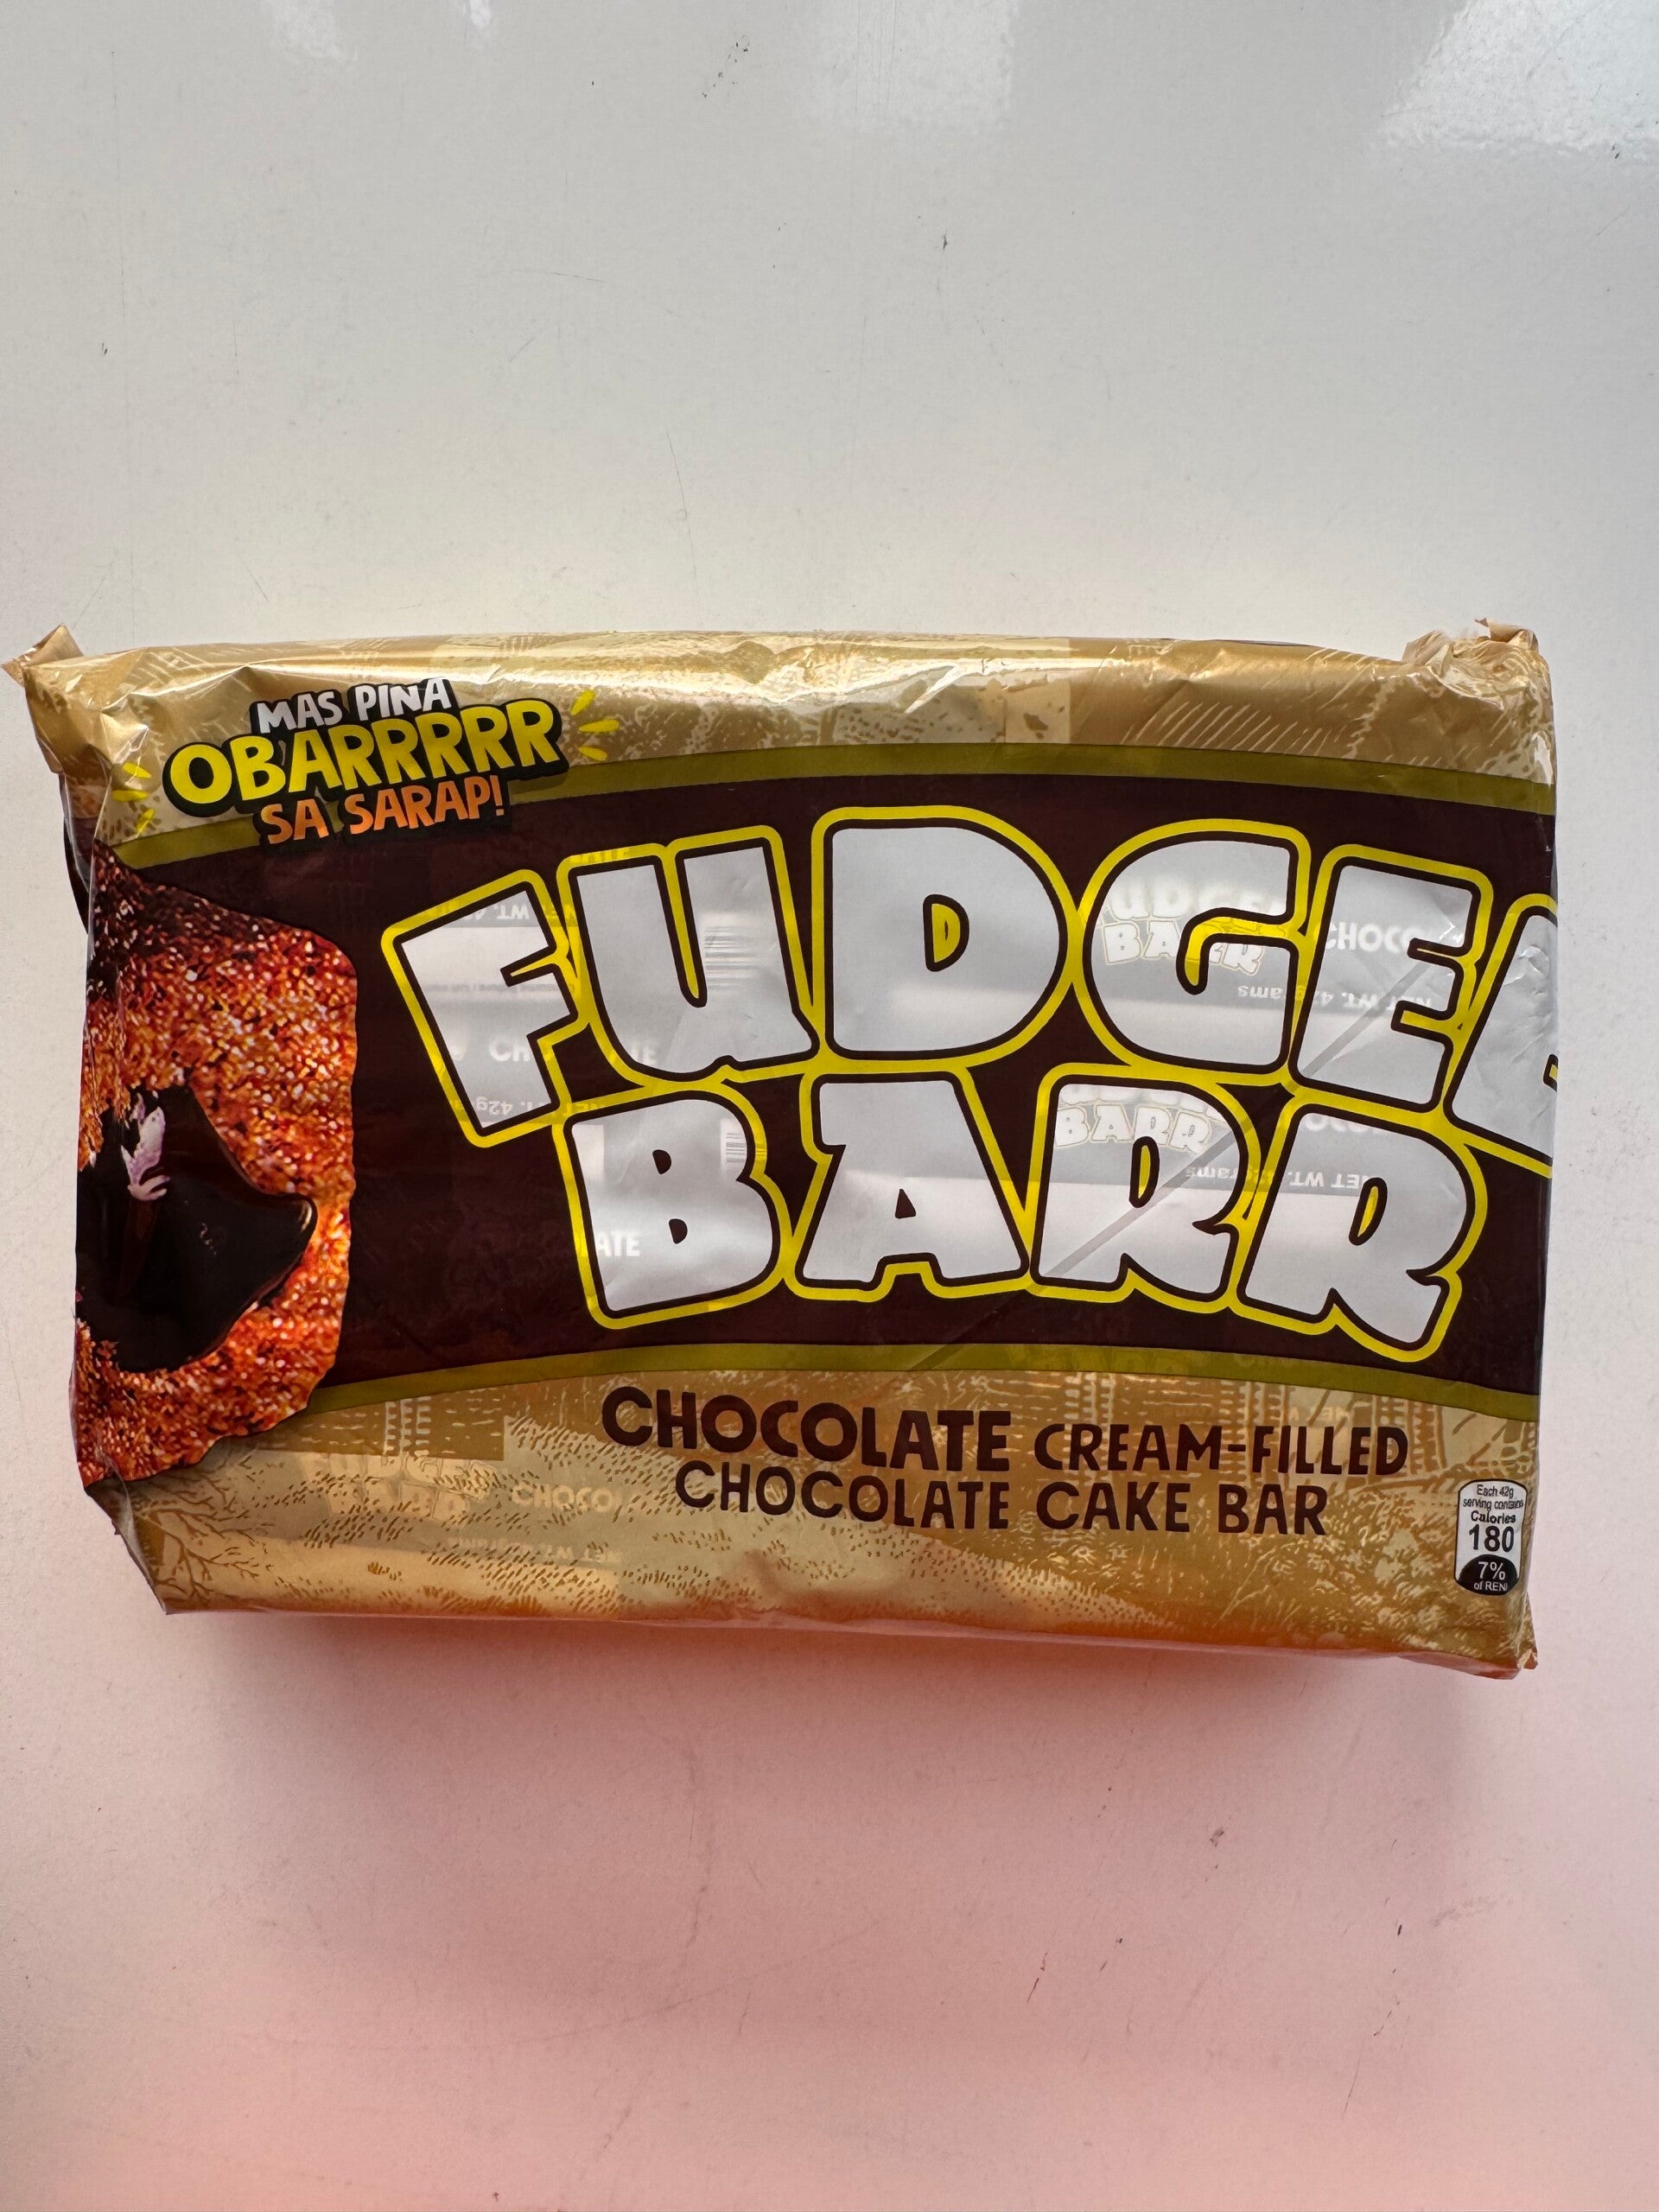 MAS PINA
OBARRRRR
SA SARAP!
FUDGEE
BARR
CHOCOLATE CREAM-FILLED
CHOCOLATE CAKE BAR
Each 42g
serving contains
Calories
180
7%
of RENI